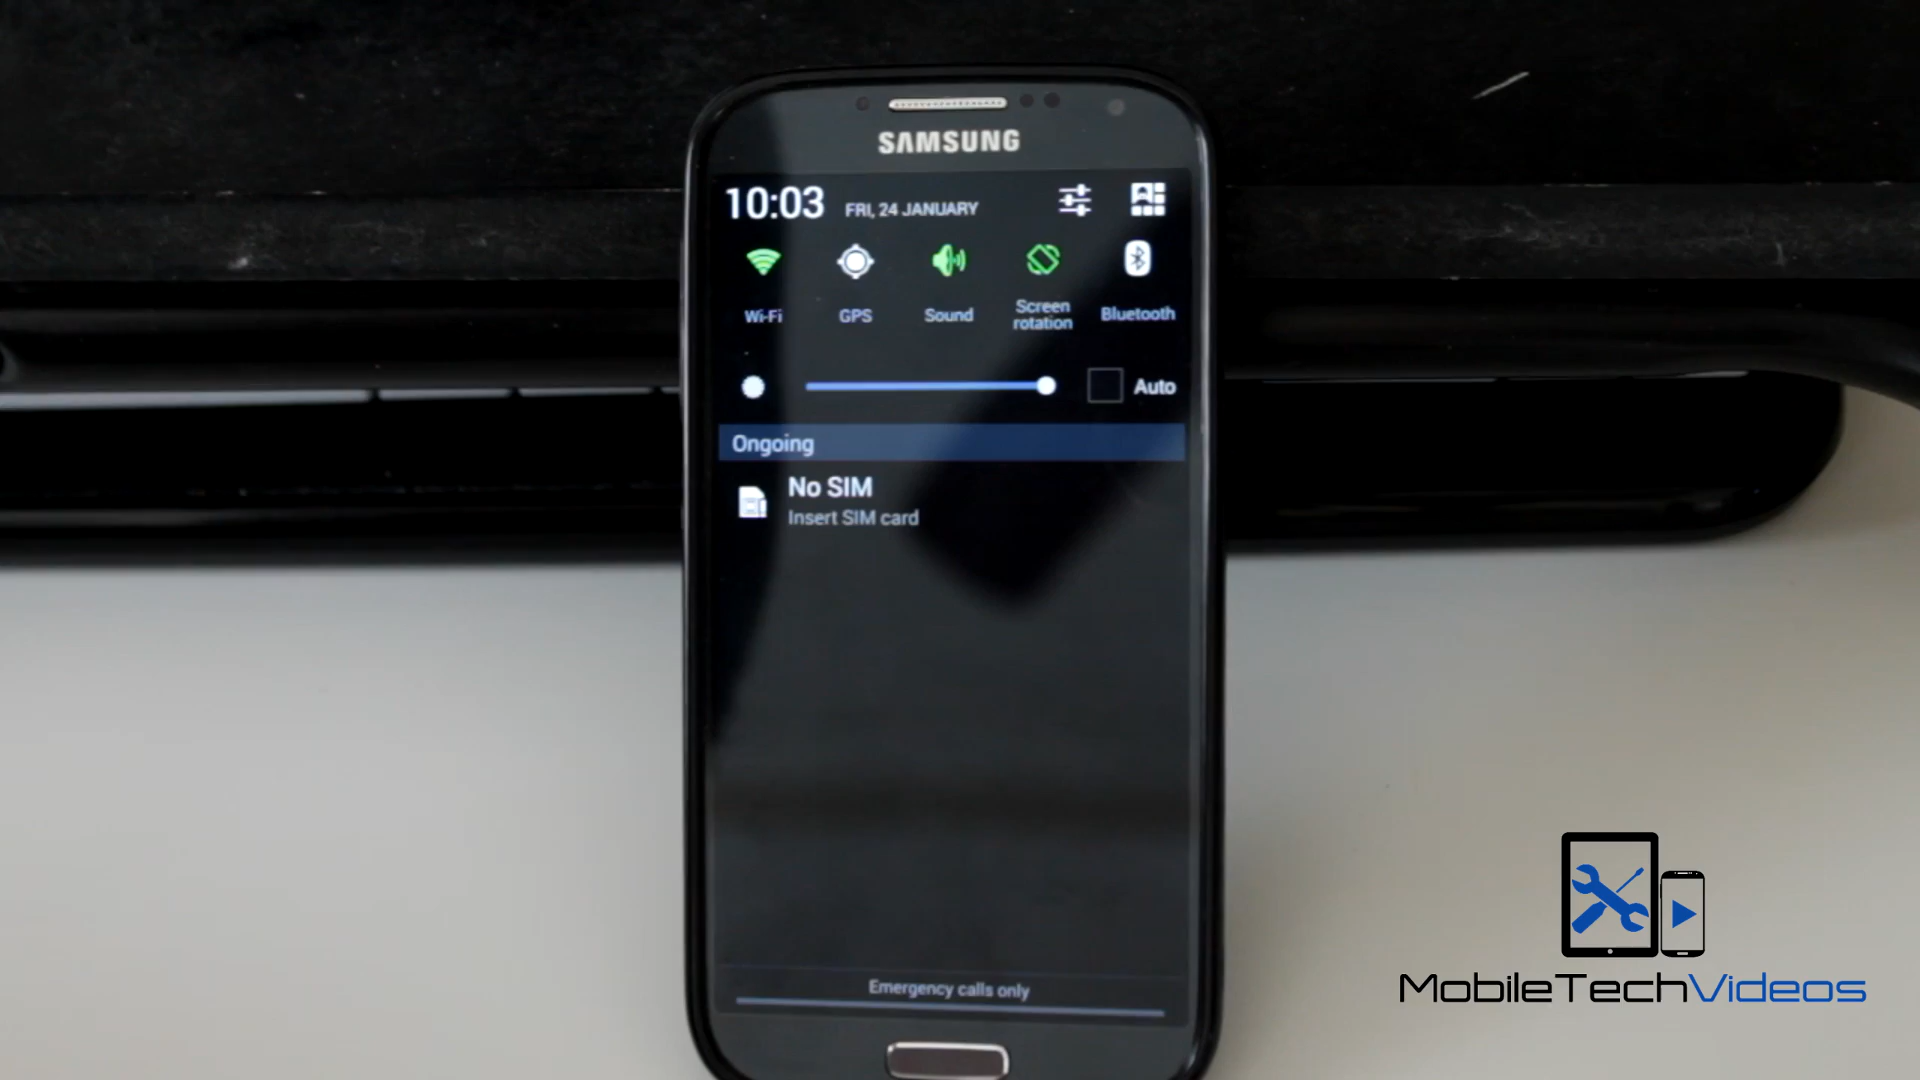 SAMSUNG
10:03 FRI, 24 JANUARY
Wi-Fi GPS Sound Screen rotation Bluetooth
Auto
Ongoing
No SIM
Insert SIM card
Emergency calls only
MobileTechVideos